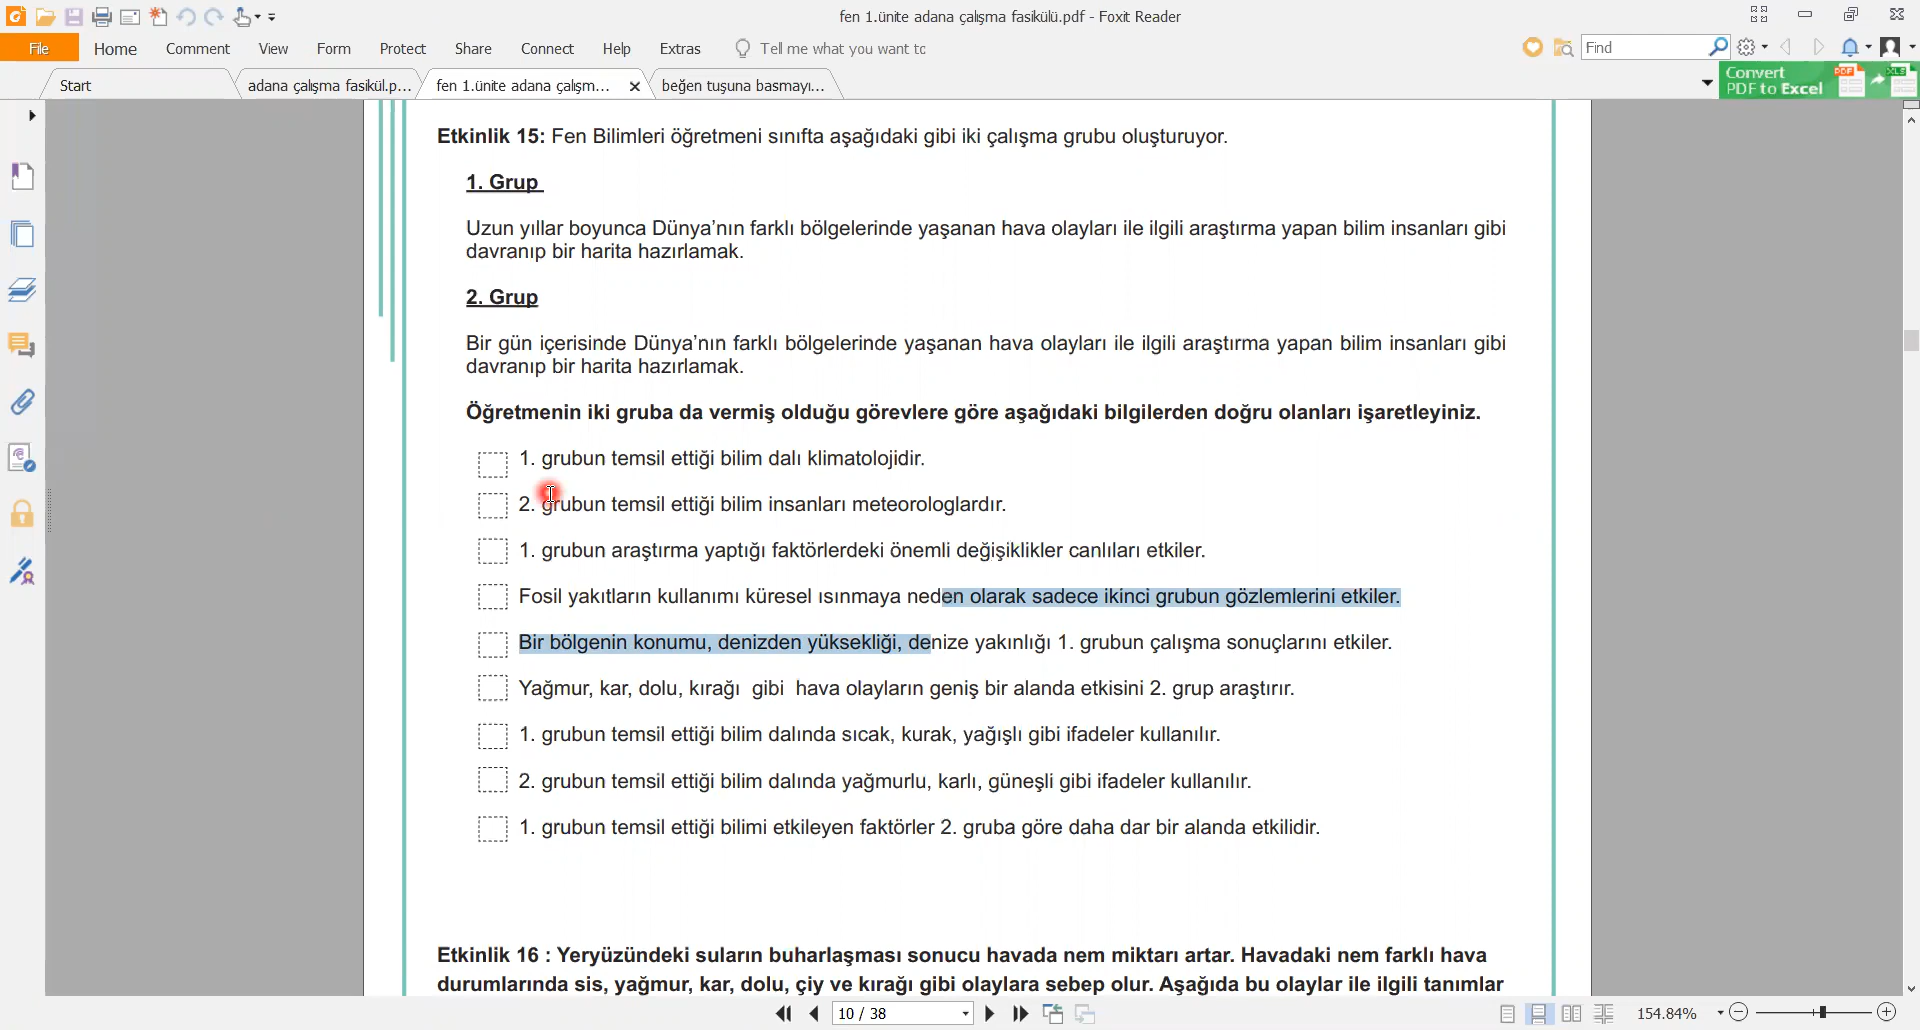 fen 1.ünite adana çalışma fasikülü.pdf - Foxit Reader
File Home Comment View Form Protect Share Connect Help Extras Tell me what you want to Find
Start adana çalışma fasikül.p... fen 1.ünite adana çalışm... beğen tuşuna basmayı...
Convert
PDF to Excel
PDF XLS
Etkinlik 15: Fen Bilimleri öğretmeni sınıfta aşağıdaki gibi iki çalışma grubu oluşturuyor.
1. Grup
Uzun yıllar boyunca Dünya’nın farklı bölgelerinde yaşanan hava olayları ile ilgili araştırma yapan bilim insanları gibi
davranıp bir harita hazırlamak.
2. Grup
Bir gün içerisinde Dünya’nın farklı bölgelerinde yaşanan hava olayları ile ilgili araştırma yapan bilim insanları gibi
davranıp bir harita hazırlamak.
Öğretmenin iki gruba da vermiş olduğu görevlere göre aşağıdaki bilgilerden doğru olanları işaretleyiniz.
1. grubun temsil ettiği bilim dalı klimatolojidir.
2. grubun temsil ettiği bilim insanları meteorologlardır.
1. grubun araştırma yaptığı faktörlerdeki önemli değişiklikler canlıları etkiler.
Fosil yakıtların kullanımı küresel ısınmaya neden olarak sadece ikinci grubun gözlemlerini etkiler.
Bir bölgenin konumu, denizden yüksekliği, denize yakınlığı 1. grubun çalışma sonuçlarını etkiler.
Yağmur, kar, dolu, kırağı gibi hava olayların geniş bir alanda etkisini 2. grup araştırır.
1. grubun temsil ettiği bilim dalında sıcak, kurak, yağışlı gibi ifadeler kullanılır.
2. grubun temsil ettiği bilim dalında yağmurlu, karlı, güneşli gibi ifadeler kullanılır.
1. grubun temsil ettiği bilimi etkileyen faktörler 2. gruba göre daha dar bir alanda etkilidir.
Etkinlik 16 : Yeryüzündeki suların buharlaşması sonucu havada nem miktarı artar. Havadaki nem farklı hava
durumlarında sis, yağmur, kar, dolu, çiy ve kırağı gibi olaylara sebep olur. Aşağıda bu olaylar ile ilgili tanımlar
10 / 38 154.84%